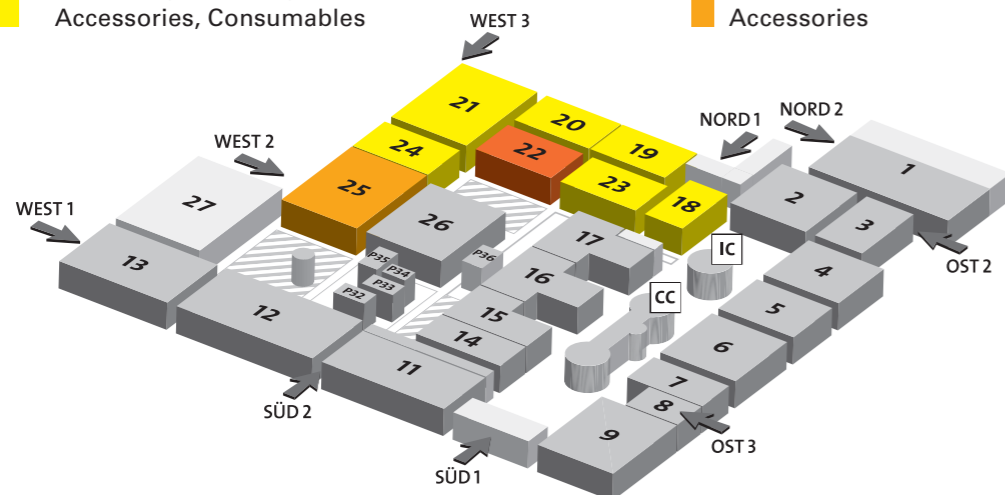 Accessories, Consumables
Accessories
WEST 3
NORD 1
NORD 2
WEST 2
WEST 1
21
20
19
22
24
23
18
25
26
27
13
12
11
17
16
15
14
P35
P34
P33
P32
P36
IC
CC
1
2
3
4
5
6
7
8
9
OST 2
OST 3
SÜD 2
SÜD 1